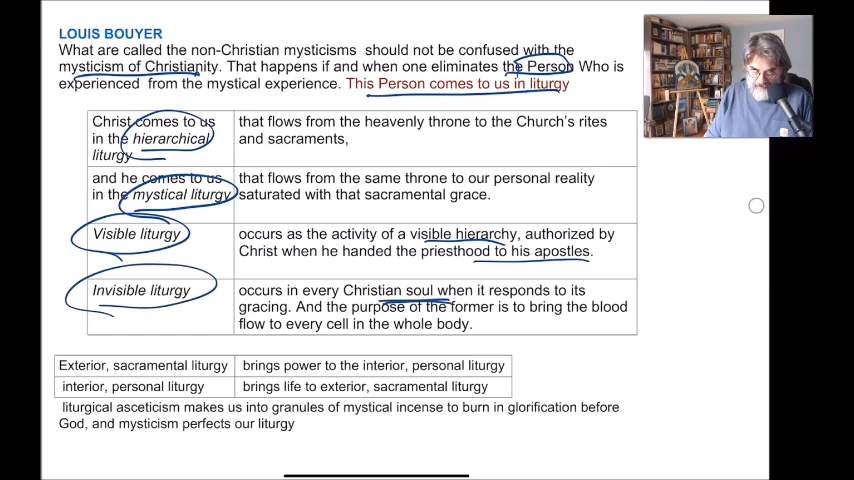 LOUIS BOUYER
What are called the non-Christian mysticisms should not be confused with the
mysticism of Christianity. That happens if and when one eliminates the Person Who is
experienced from the mystical experience. This Person comes to us in liturgy
Christ comes to us
in the hierarchical
liturgy
that flows from the heavenly throne to the Church's rites
and sacraments,
and he comes to us
in the mystical liturgy
that flows from the same throne to our personal reality
saturated with that sacramental grace.
Visible liturgy
occurs as the activity of a visible hierarchy, authorized by
Christ when he handed the priesthood to his apostles.
Invisible liturgy
occurs in every Christian soul when it responds to its
gracing. And the purpose of the former is to bring the blood
flow to every cell in the whole body.
Exterior, sacramental liturgy
brings power to the interior, personal liturgy
interior, personal liturgy
brings life to exterior, sacramental liturgy
liturgical asceticism makes us into granules of mystical incense to burn in glorification before
God, and mysticism perfects our liturgy